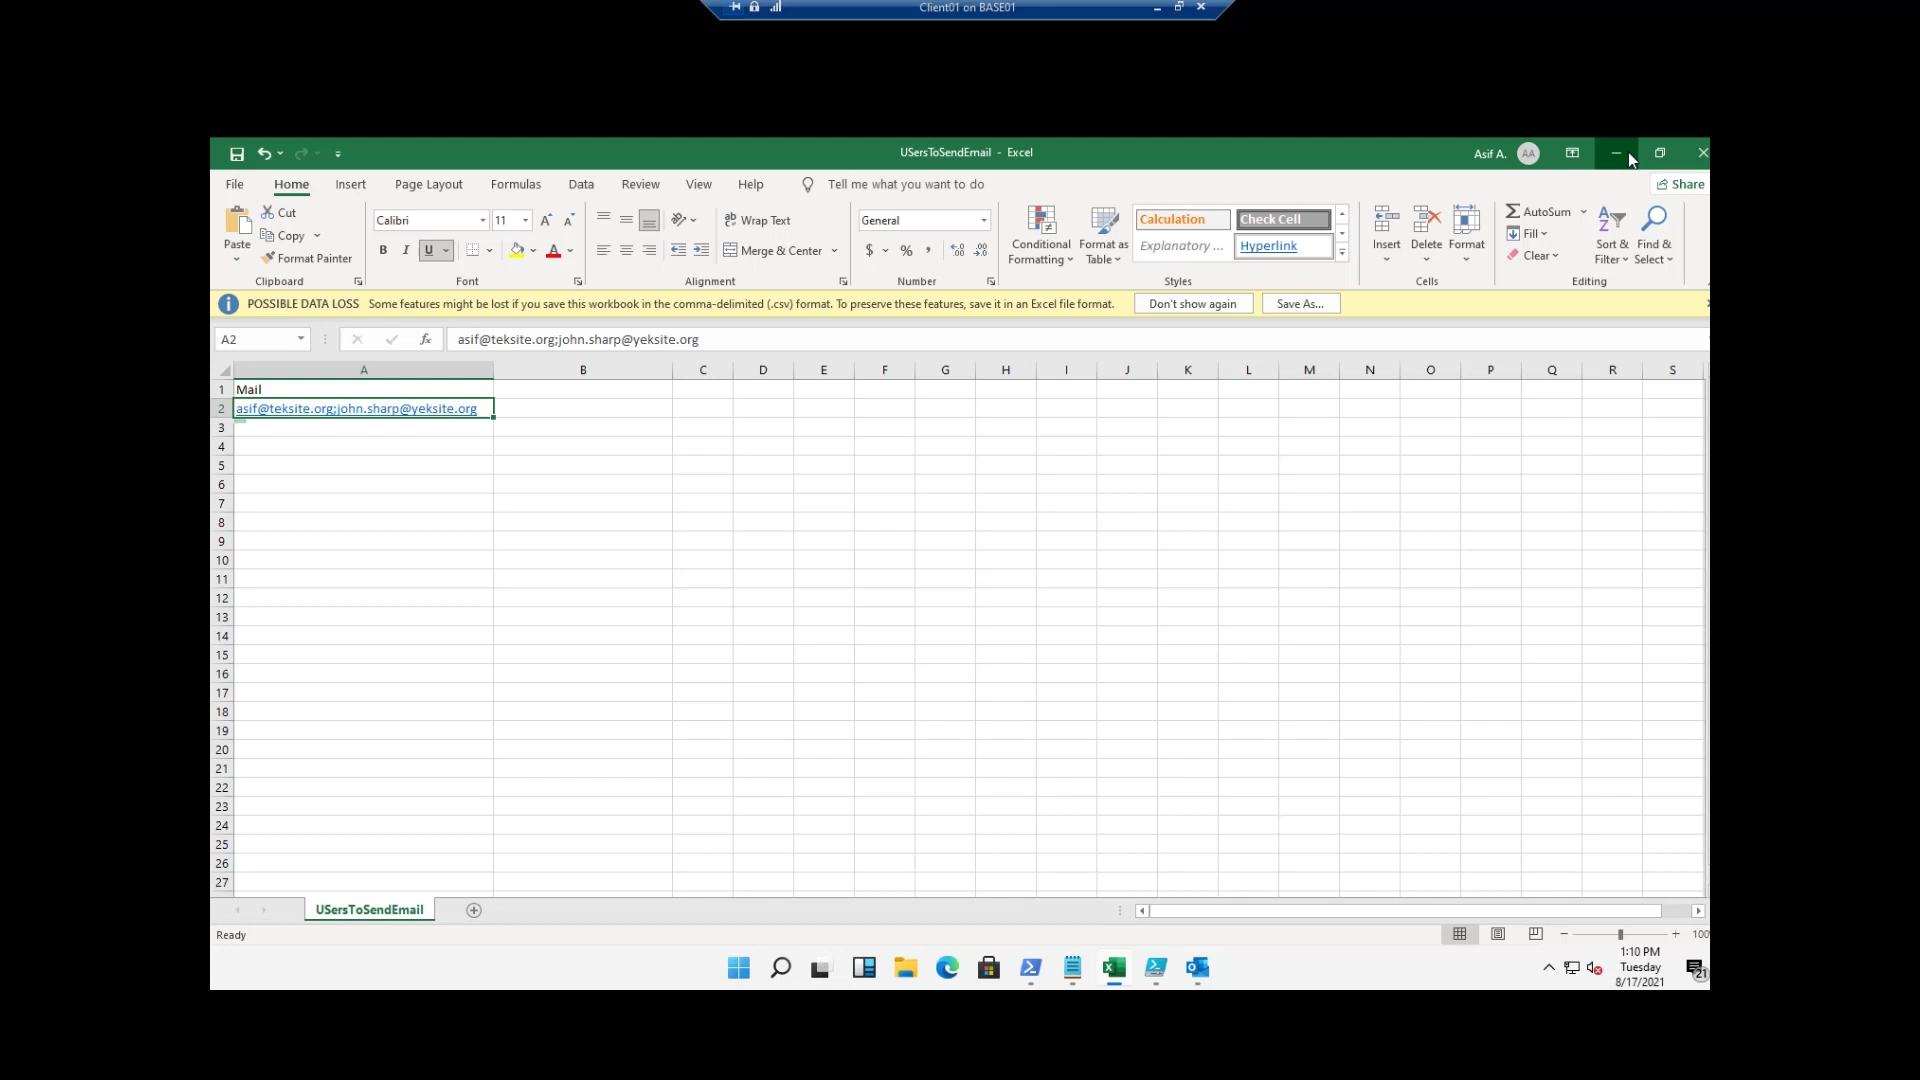 Client01 on BASE01
USersToSendEmail - Excel
Asif A.
AA
File Home Insert Page Layout Formulas Data Review View Help Tell me what you want to do
Share
Paste
Cut
Copy
Format Painter
Clipboard
Calibri 11
B I U
Font
Wrap Text
Merge & Center
Alignment
General
$ % ,
Number
Conditional Formatting
Format as Table
Calculation
Check Cell
Explanatory ...
Hyperlink
Styles
Insert
Delete
Format
Cells
AutoSum
Fill
Clear
Sort & Filter
Find & Select
Editing
POSSIBLE DATA LOSS Some features might be lost if you save this workbook in the comma-delimited (.csv) format. To preserve these features, save it in an Excel file format.
Don't show again
Save As...
A2
fx
asif@teksite.org;john.sharp@yeksite.org
A B C D E F G H I J K L M N O P Q R S
1 Mail
2 asif@teksite.org;john.sharp@yeksite.org
3
4
5
6
7
8
9
10
11
12
13
14
15
16
17
18
19
20
21
22
23
24
25
26
27
USersToSendEmail
Ready
100
1:10 PM
Tuesday
8/17/2021
21